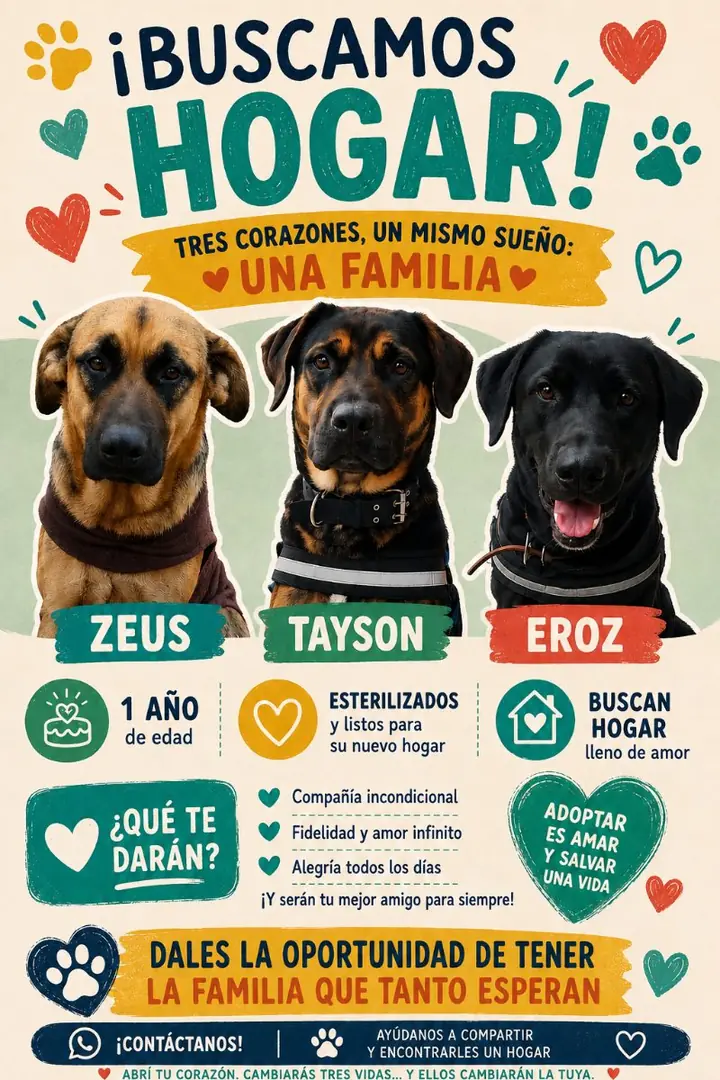 ¡BUSCAMOS
HOGAR!
TRES CORAZONES, UN MISMO SUEÑO:
UNA FAMILIA
ZEUS
TAYSON
EROZ
1 AÑO
de edad
ESTERILIZADOS
y listos para
su nuevo hogar
BUSCAN
HOGAR
lleno de amor
¿QUÉ TE
DARÁN?
Compañía incondicional
Fidelidad y amor infinito
Alegría todos los días
¡Y serán tu mejor amigo para siempre!
ADOPTAR
ES AMAR
Y SALVAR
UNA VIDA
DALES LA OPORTUNIDAD DE TENER
LA FAMILIA QUE TANTO ESPERAN
¡CONTÁCTANOS!
AYÚDANOS A COMPARTIR
Y ENCONTRARLES UN HOGAR
ABRÍ TU CORAZÓN. CAMBIARÁS TRES VIDAS... Y ELLOS CAMBIARÁN LA TUYA.